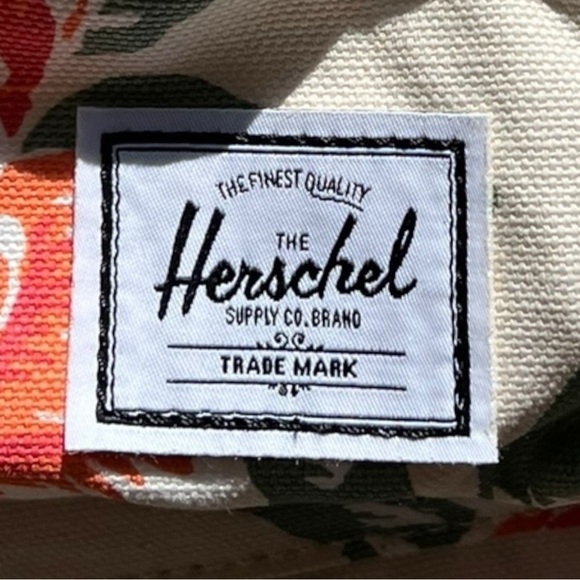 THE FINEST QUALITY
THE
Herschel
SUPPLY CO. BRAND
TRADE MARK